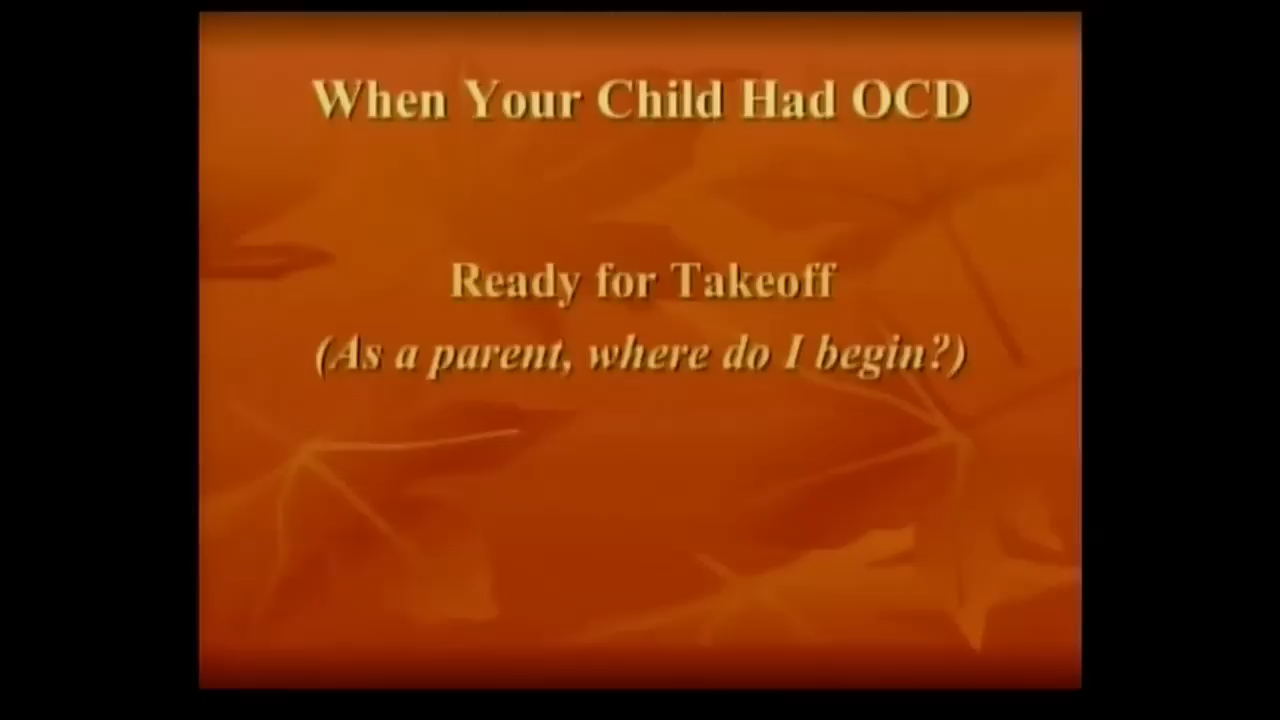 When Your Child Had OCD
Ready for Takeoff
(As a parent, where do I begin?)